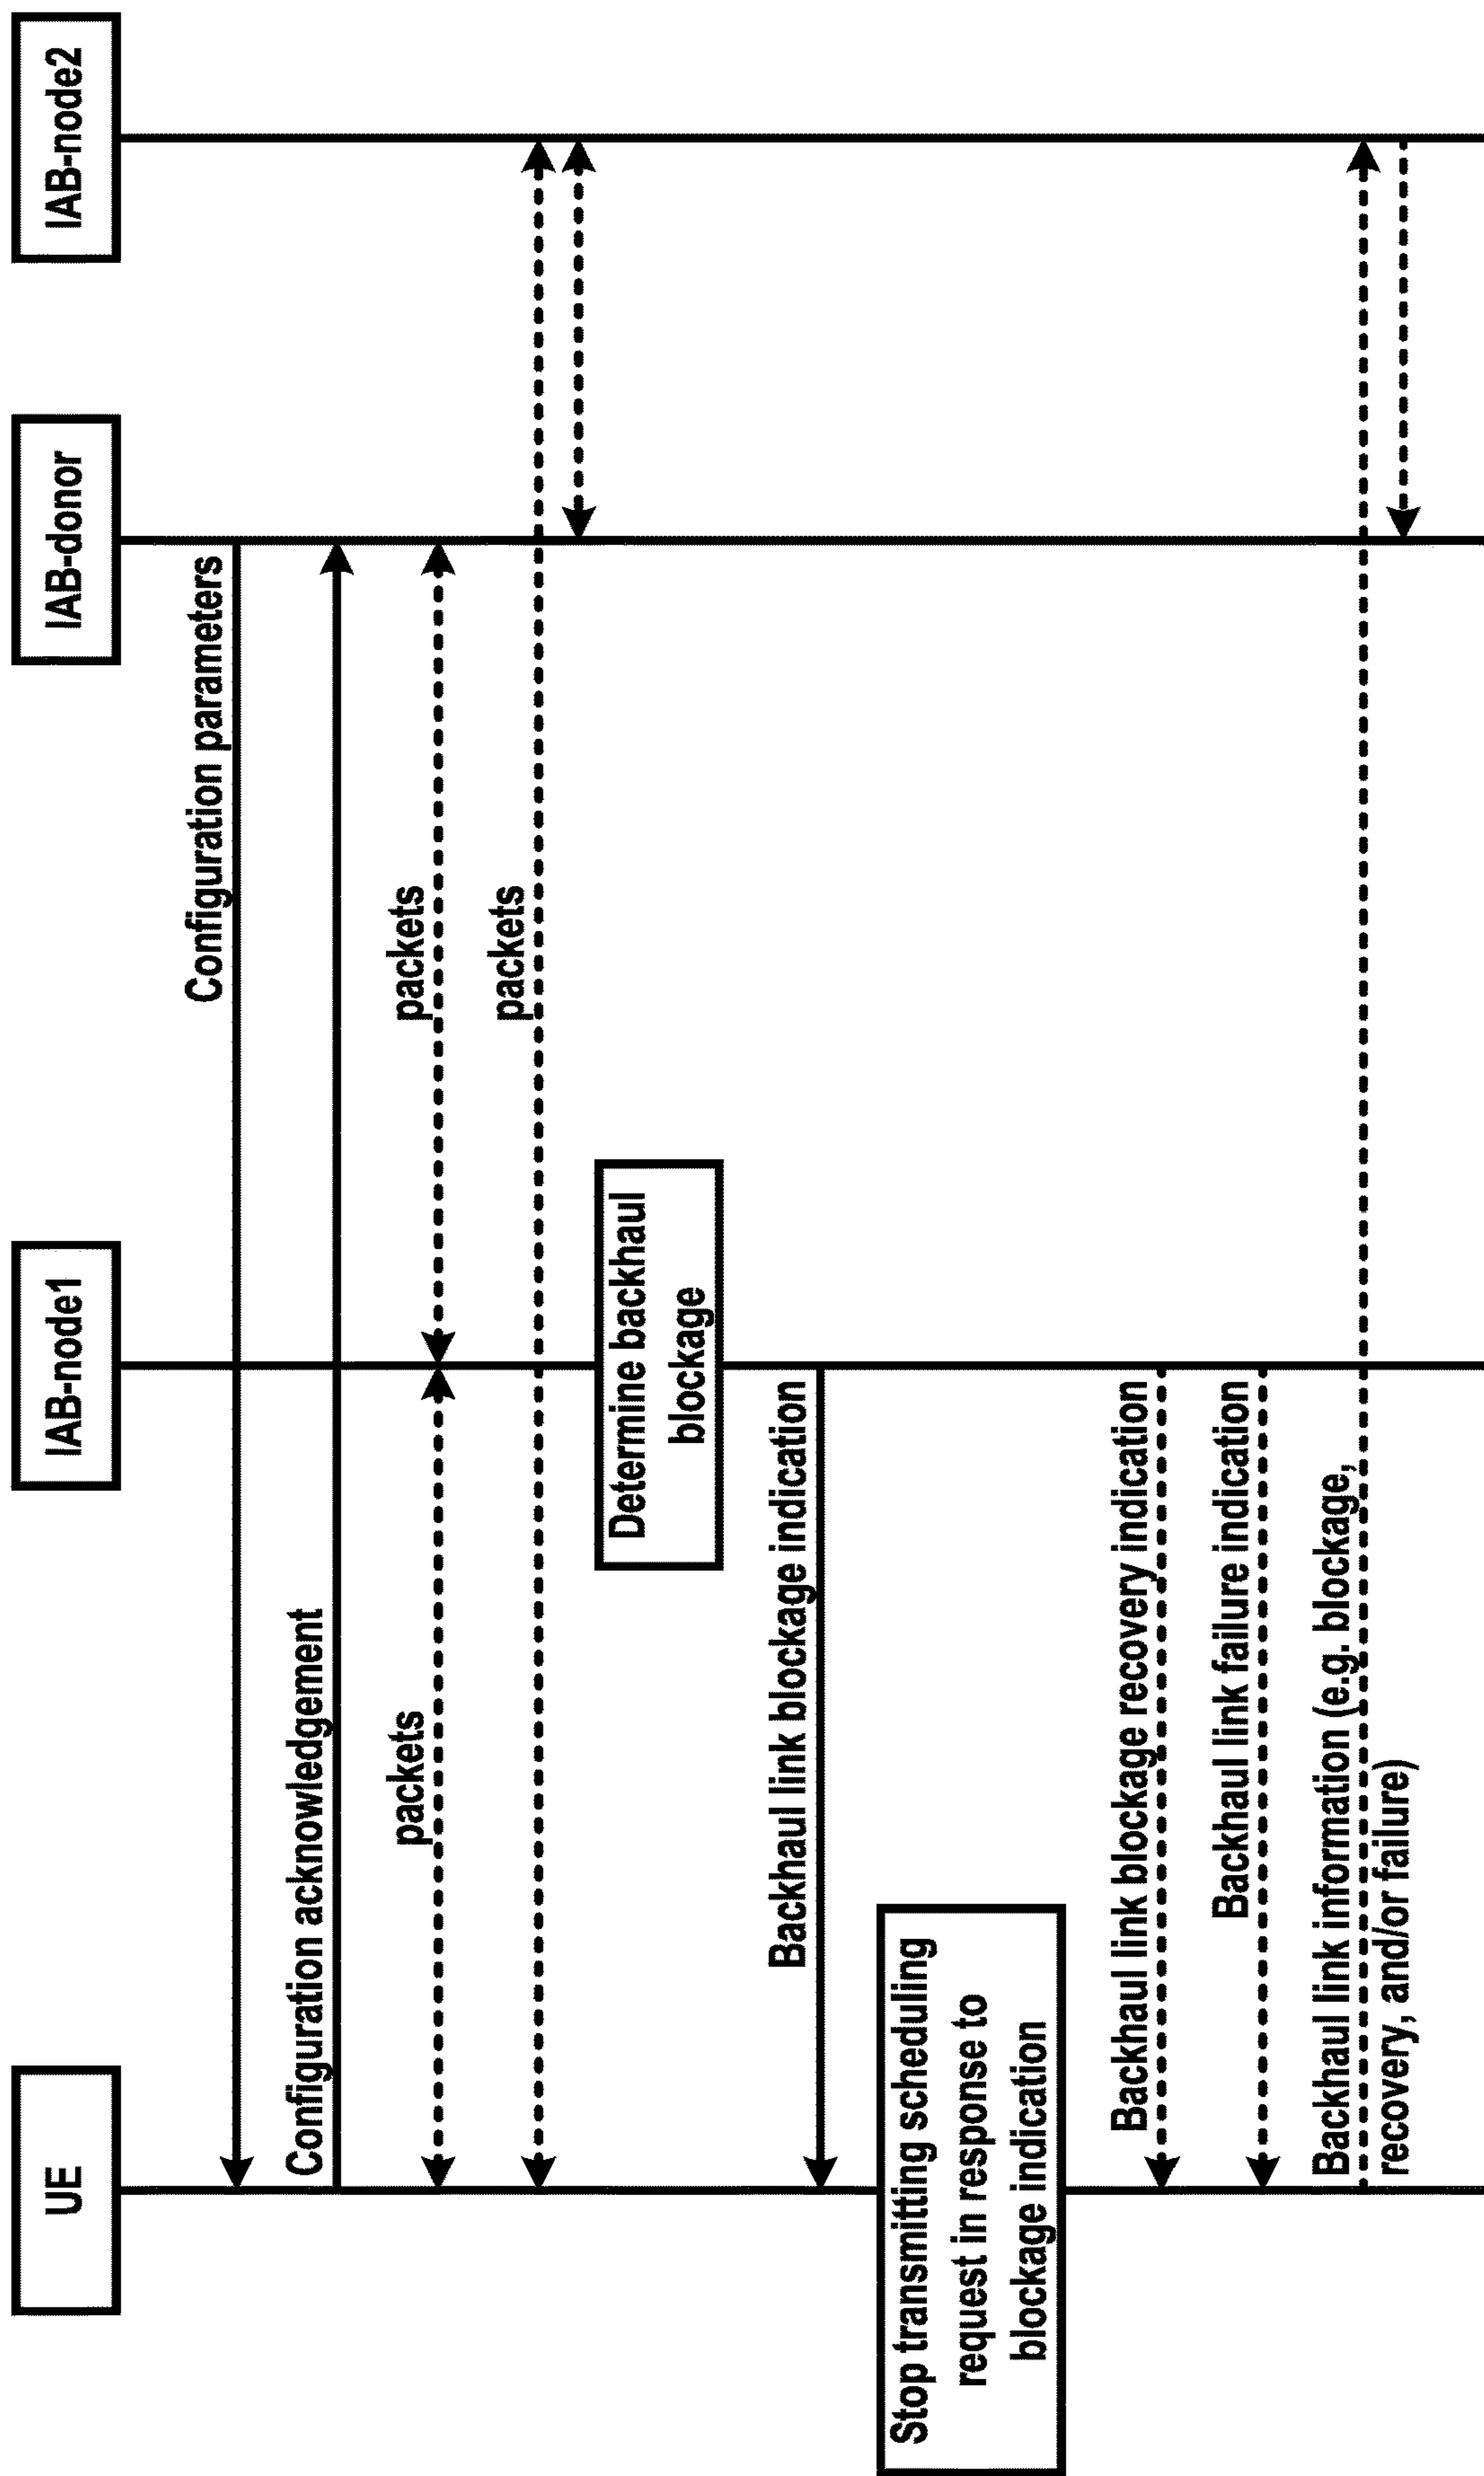 UE
IAB-node1
IAB-donor
IAB-node2
Configuration parameters
Configuration acknowledgement
packets
packets
packets
Determine backhaul
blockage
Backhaul link blockage indication
Stop transmitting scheduling
request in response to
blockage indication
Backhaul link blockage recovery indication
Backhaul link failure indication
Backhaul link information (e.g. blockage,
recovery, and/or failure)